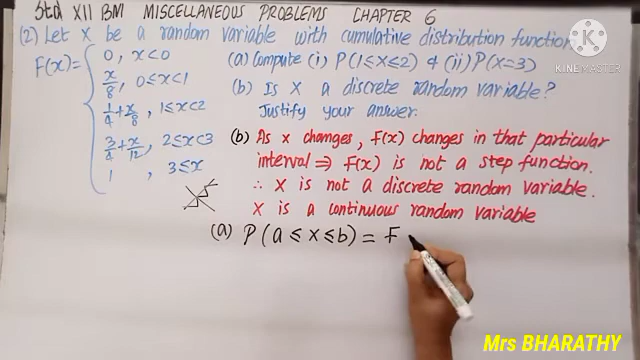 Std XII BM MISCELLANEOUS PROBLEMS CHAPTER 6
(2) Let X be a random variable with cumulative distribution function
F(x) = { 0, x<0
x/8, 0≤x<1
1/4 + x/8, 1≤x<2
3/4 + x/12, 2≤x<3
1, 3≤x
(a) Compute (i) P(1≤X≤2) & (ii) P(X=3)
(b) Is X a discrete random variable?
Justify your answer.
(b) As x changes, F(x) changes in that particular
interval ⇒ F(x) is not a step function.
∴ X is not a discrete random variable.
X is a continuous random variable
(a) P(a ≤ X ≤ b) = F
MADE WITH
KINEMASTER
Mrs BHARATHY